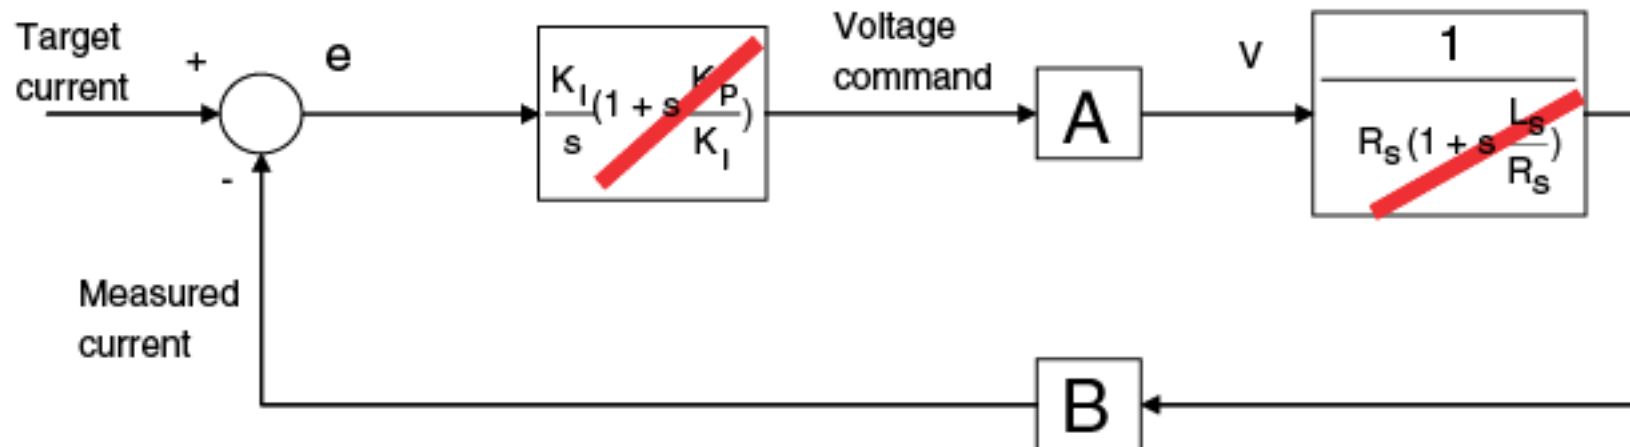 Target
current
+
e
-
K_I/s (1 + s K_P/K_I)
Voltage
command
A
V
1
R_s (1 + s L_s/R_s)
Measured
current
B